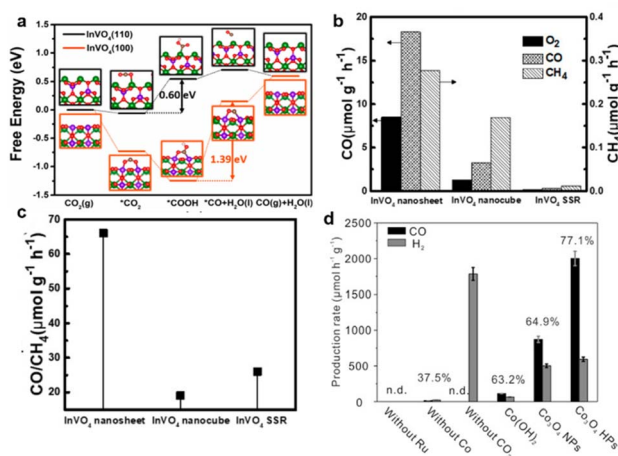 a
InVO₄(110)
InVO₄(100)
Free Energy (eV)
1.5
1.0
0.5
0.0
-0.5
-1.0
-1.5
0.60 eV
1.39 eV
CO₂(g)
*CO₂
*COOH
*CO+H₂O(l)
CO(g)+H₂O(l)
b
CO(μmol g⁻¹ h⁻¹)
20
15
10
5
0
O₂
CO
CH₄
0.4
0.3
0.2
0.1
0.0
CH₄(μmol g⁻¹ h⁻¹)
InVO₄ nanosheet
InVO₄ nanocube
InVO₄ SSR
c
CO/CH₄(μmol g⁻¹ h⁻¹)
70
60
50
40
30
20
InVO₄ nanosheet
InVO₄ nanocube
InVO₄ SSR
d
Production rate (μmol h⁻¹ g⁻¹)
2500
2000
1500
1000
500
0
CO
H₂
n.d.
37.5%
n.d.
63.2%
64.9%
77.1%
Without Ru
Without Co
Without CO₂
Co(OH)₂
Co₃O₄ NPs
Co₃O₄ HPs